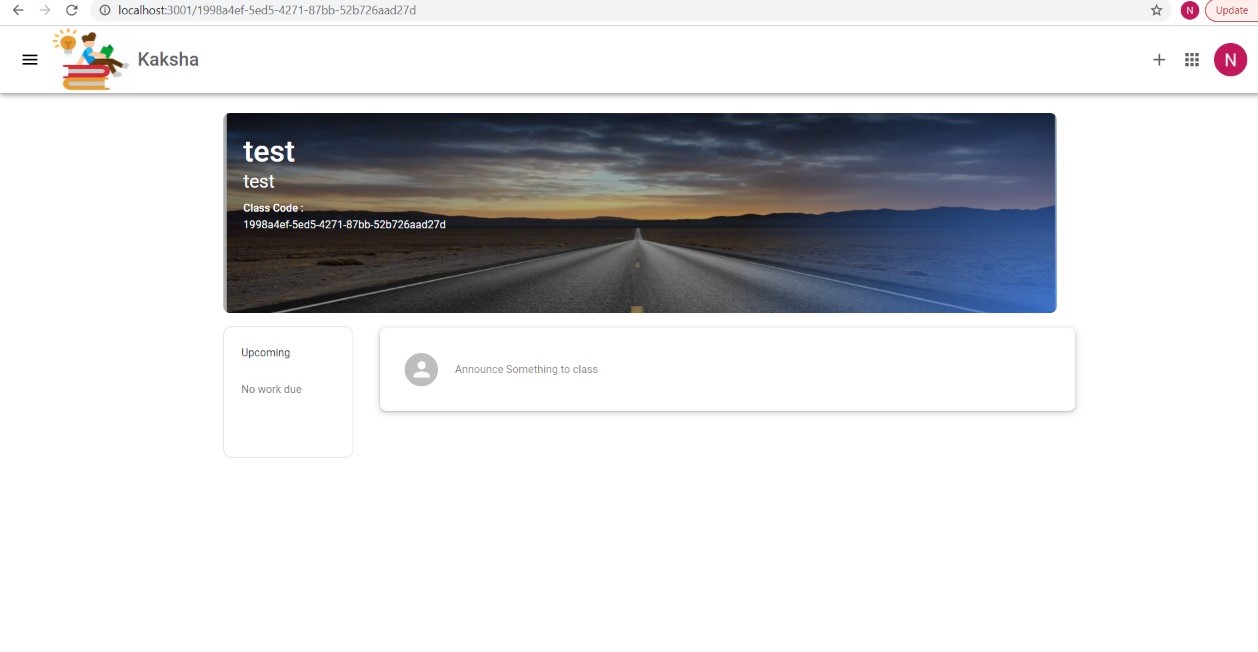 localhost:3001/1998a4ef-5ed5-4271-87bb-52b726aad27d
N
Update
Kaksha
N
test
test
Class Code :
1998a4ef-5ed5-4271-87bb-52b726aad27d
Upcoming
No work due
Announce Something to class